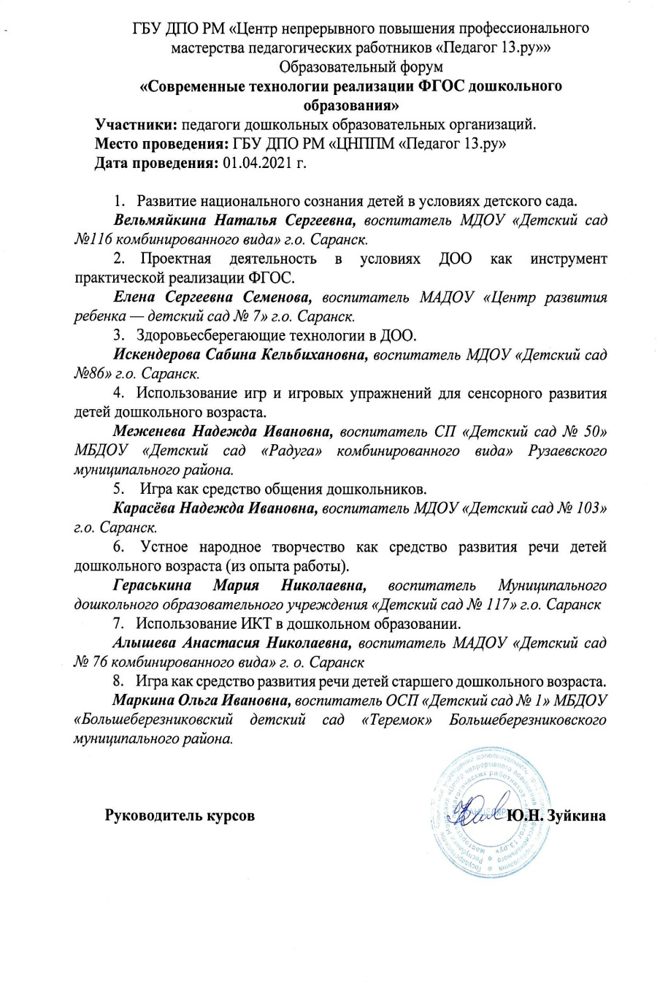 ГБУ ДПО РМ «Центр непрерывного повышения профессионального
мастерства педагогических работников «Педагог 13.ру»»
Образовательный форум
«Современные технологии реализации ФГОС дошкольного
образования»
Участники: педагоги дошкольных образовательных организаций.
Место проведения: ГБУ ДПО РМ «ЦНППМ «Педагог 13.ру»
Дата проведения: 01.04.2021 г.
1. Развитие национального сознания детей в условиях детского сада.
Вельмяйкина Наталья Сергеевна, воспитатель МДОУ «Детский сад
№116 комбинированного вида» г.о. Саранск.
2. Проектная деятельность в условиях ДОО как инструмент
практической реализации ФГОС.
Елена Сергеевна Семенова, воспитатель МАДОУ «Центр развития
ребенка — детский сад № 7» г.о. Саранск.
3. Здоровьесберегающие технологии в ДОО.
Искендерова Сабина Кельбихановна, воспитатель МДОУ «Детский сад
№86» г.о. Саранск.
4. Использование игр и игровых упражнений для сенсорного развития
детей дошкольного возраста.
Меженева Надежда Ивановна, воспитатель СП «Детский сад № 50»
МБДОУ «Детский сад «Радуга» комбинированного вида» Рузаевского
муниципального района.
5. Игра как средство общения дошкольников.
Карасёва Надежда Ивановна, воспитатель МДОУ «Детский сад № 103»
г.о. Саранск.
6. Устное народное творчество как средство развития речи детей
дошкольного возраста (из опыта работы).
Гераськина Мария Николаевна, воспитатель Муниципального
дошкольного образовательного учреждения «Детский сад № 117» г.о. Саранск
7. Использование ИКТ в дошкольном образовании.
Алышева Анастасия Николаевна, воспитатель МАДОУ «Детский сад
№ 76 комбинированного вида» г. о. Саранск
8. Игра как средство развития речи детей старшего дошкольного возраста.
Маркина Ольга Ивановна, воспитатель ОСП «Детский сад № 1» МБДОУ
«Большеберезниковский детский сад «Теремок» Большеберезниковского
муниципального района.
Руководитель курсов Ю.Н. Зуйкина